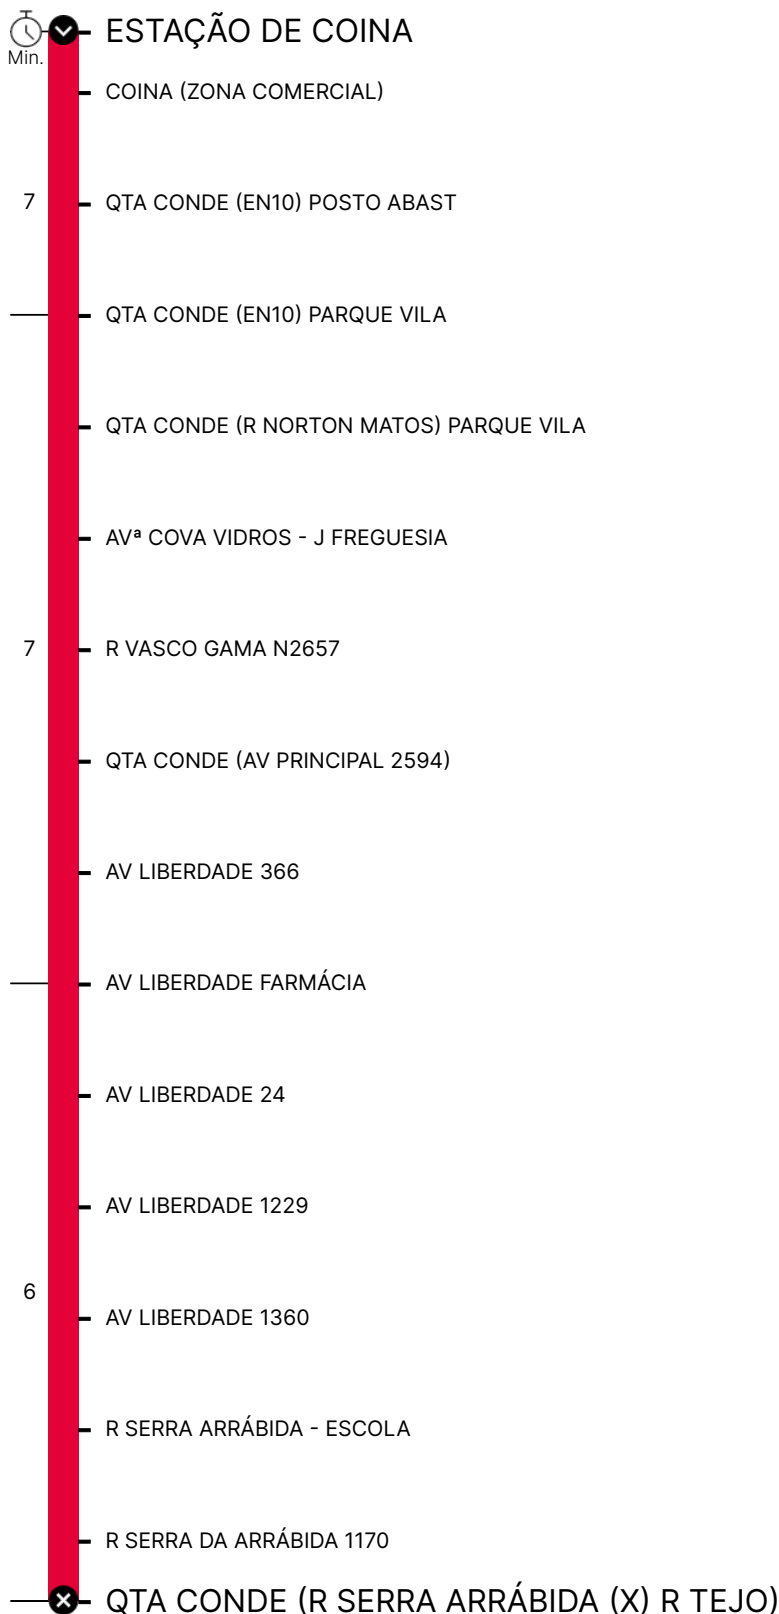 ESTAÇÃO DE COINA
Min.
COINA (ZONA COMERCIAL)
7
QTA CONDE (EN10) POSTO ABAST
QTA CONDE (EN10) PARQUE VILA
QTA CONDE (R NORTON MATOS) PARQUE VILA
AVª COVA VIDROS - J FREGUESIA
7
R VASCO GAMA N2657
QTA CONDE (AV PRINCIPAL 2594)
AV LIBERDADE 366
AV LIBERDADE FARMÁCIA
AV LIBERDADE 24
AV LIBERDADE 1229
6
AV LIBERDADE 1360
R SERRA ARRÁBIDA - ESCOLA
R SERRA DA ARRÁBIDA 1170
QTA CONDE (R SERRA ARRÁBIDA (X) R TEJO)